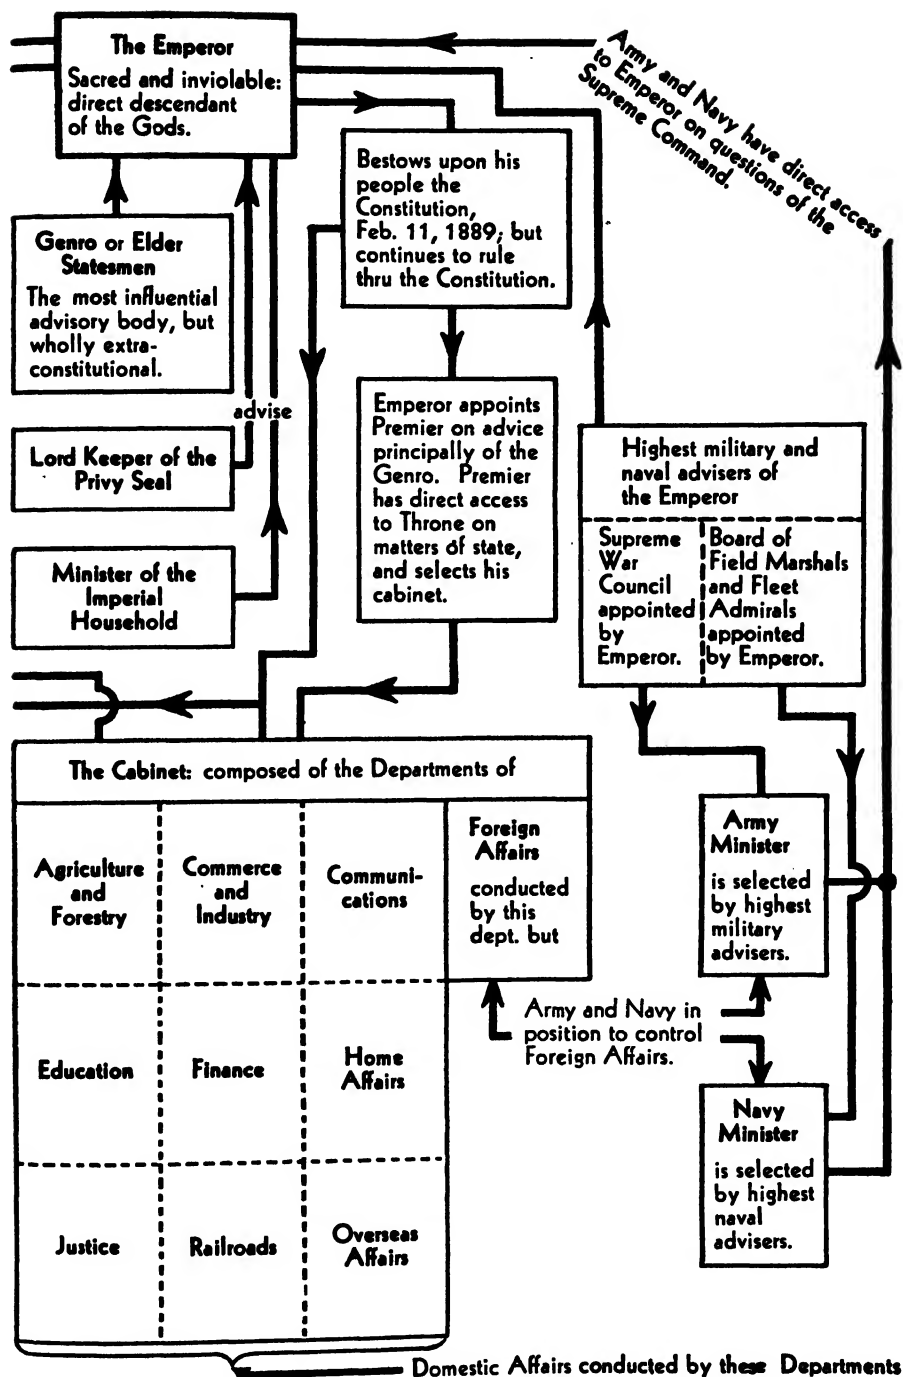 The Emperor
Sacred and inviolable:
direct descendant
of the Gods.
Army and Navy have direct access
to Emperor on questions of the
Supreme Command.
Bestows upon his
people the
Constitution,
Feb. 11, 1889; but
continues to rule
thru the Constitution.
Genro or Elder
Statesmen
The most influential
advisory body, but
wholly extra-
constitutional.
advise
Lord Keeper of the
Privy Seal
Minister of the
Imperial
Household
Emperor appoints
Premier on advice
principally of the
Genro. Premier
has direct access
to Throne on
matters of state,
and selects his
cabinet.
Highest military and
naval advisers of
the Emperor
Supreme
War
Council
appointed
by
Emperor.
Board of
Field Marshals
and Fleet
Admirals
appointed
by Emperor.
The Cabinet: composed of the Departments of
Agriculture
and
Forestry
Commerce
and
Industry
Communi-
cations
Foreign
Affairs
conducted
by this
dept. but
Army
Minister
is selected
by highest
military
advisers.
Army and Navy in
position to control
Foreign Affairs.
Education
Finance
Home
Affairs
Navy
Minister
is selected
by highest
naval
advisers.
Justice
Railroads
Overseas
Affairs
Domestic Affairs conducted by these Departments